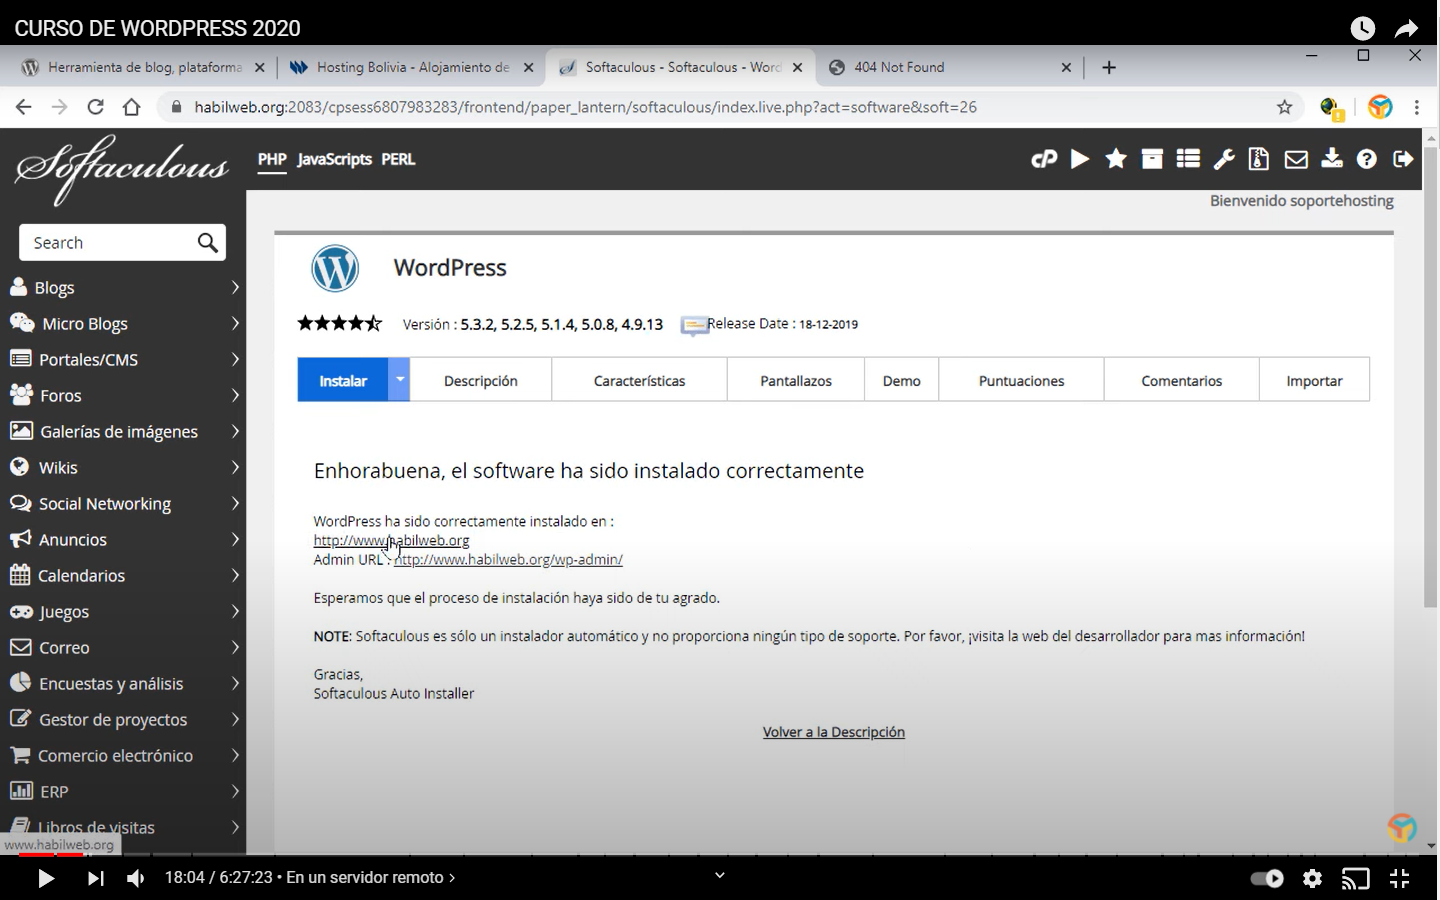 CURSO DE WORDPRESS 2020
Herramienta de blog, plataforma
Hosting Bolivia - Alojamiento de
Softaculous - Softaculous - Word
404 Not Found
habilweb.org:2083/cpsess6807983283/frontend/paper_lantern/softaculous/index.live.php?act=software&soft=26
Softaculous
PHP JavaScripts PERL
cP
Bienvenido soportehosting
Search
Blogs
Micro Blogs
Portales/CMS
Foros
Galerías de imágenes
Wikis
Social Networking
Anuncios
Calendarios
Juegos
Correo
Encuestas y análisis
Gestor de proyectos
Comercio electrónico
ERP
Libros de visitas
WordPress
Versión : 5.3.2, 5.2.5, 5.1.4, 5.0.8, 4.9.13
Release Date : 18-12-2019
Instalar Descripción Características Pantallazos Demo Puntuaciones Comentarios Importar
Enhorabuena, el software ha sido instalado correctamente
WordPress ha sido correctamente instalado en :
http://www.habilweb.org
Admin URL : http://www.habilweb.org/wp-admin/
Esperamos que el proceso de instalación haya sido de tu agrado.
NOTE: Softaculous es sólo un instalador automático y no proporciona ningún tipo de soporte. Por favor, ¡visita la web del desarrollador para mas información!
Gracias,
Softaculous Auto Installer
Volver a la Descripción
www.habilweb.org
18:04 / 6:27:23 • En un servidor remoto